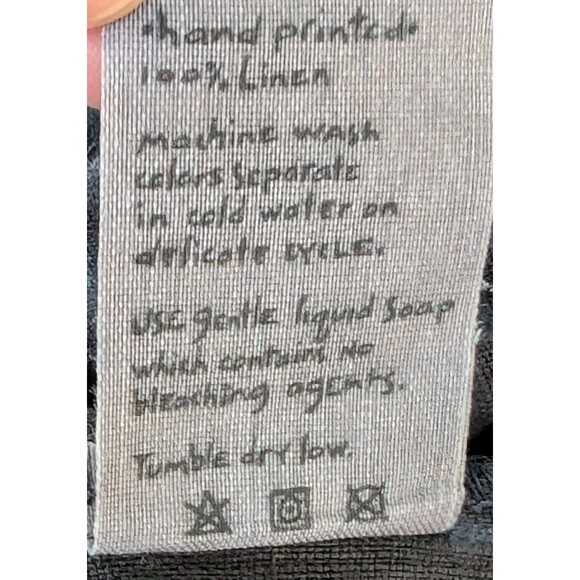 •hand printed•
100% Linen
Machine wash
colors separate
in cold water on
delicate CYCLE.
USE gentle liquid soap
which contains NO
bleaching agents.
Tumble dry low.